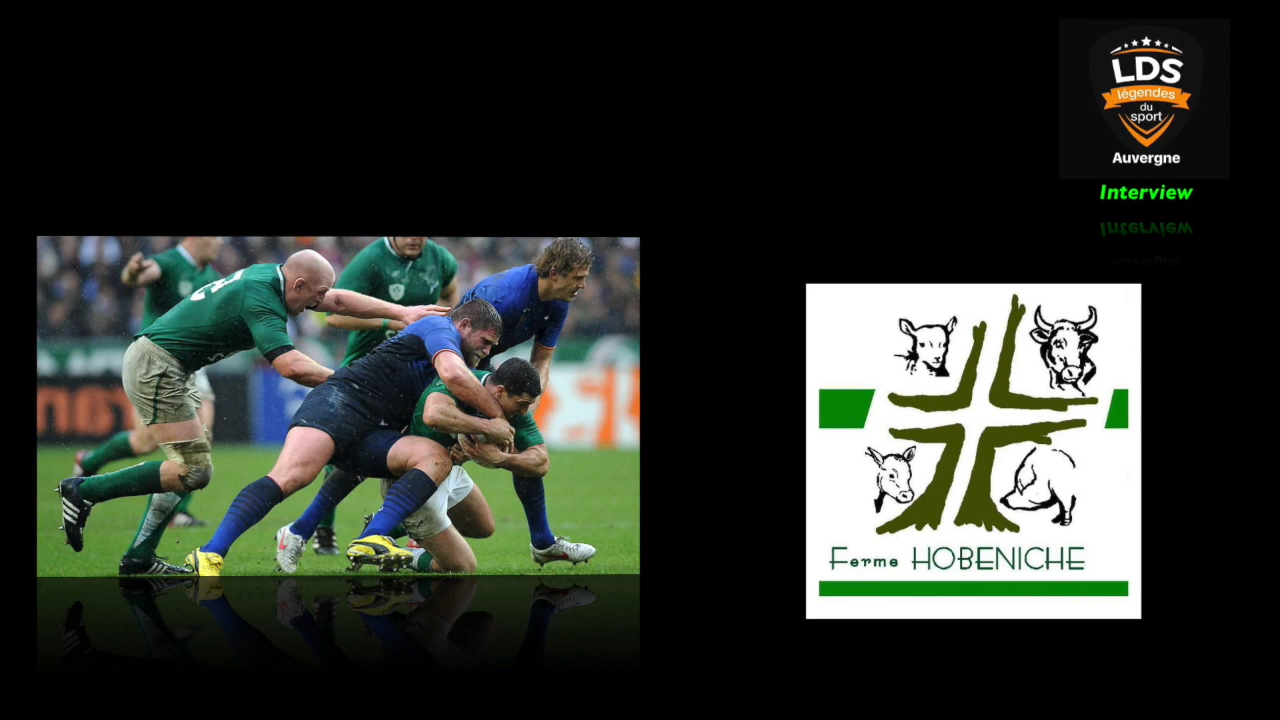 LDS
légendes
du
sport
Auvergne
Interview
Ferme HOBENICHE